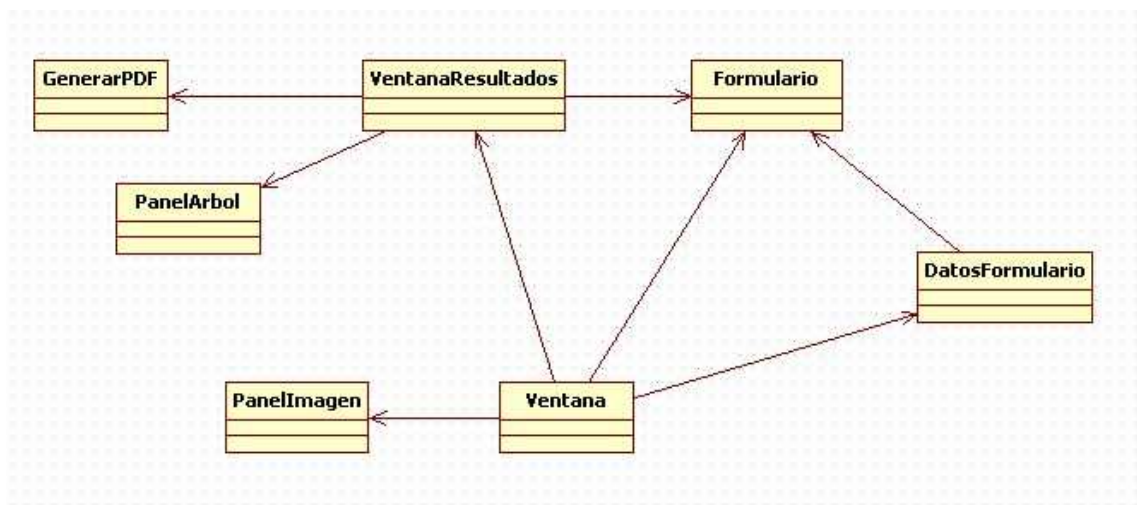 GenerarPDF
VentanaResultados
Formulario
PanelArbol
DatosFormulario
PanelImagen
Ventana